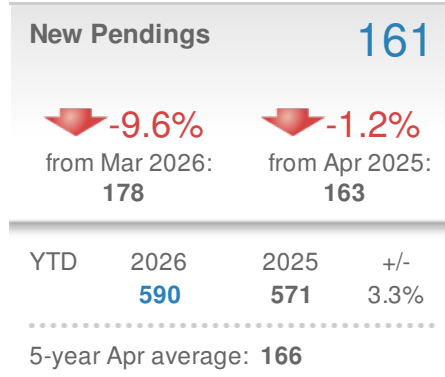 New Pendings 161
-9.6% -1.2%
from Mar 2026: from Apr 2025:
178 163
YTD 2026 2025 +/-
590 571 3.3%
5-year Apr average: 166